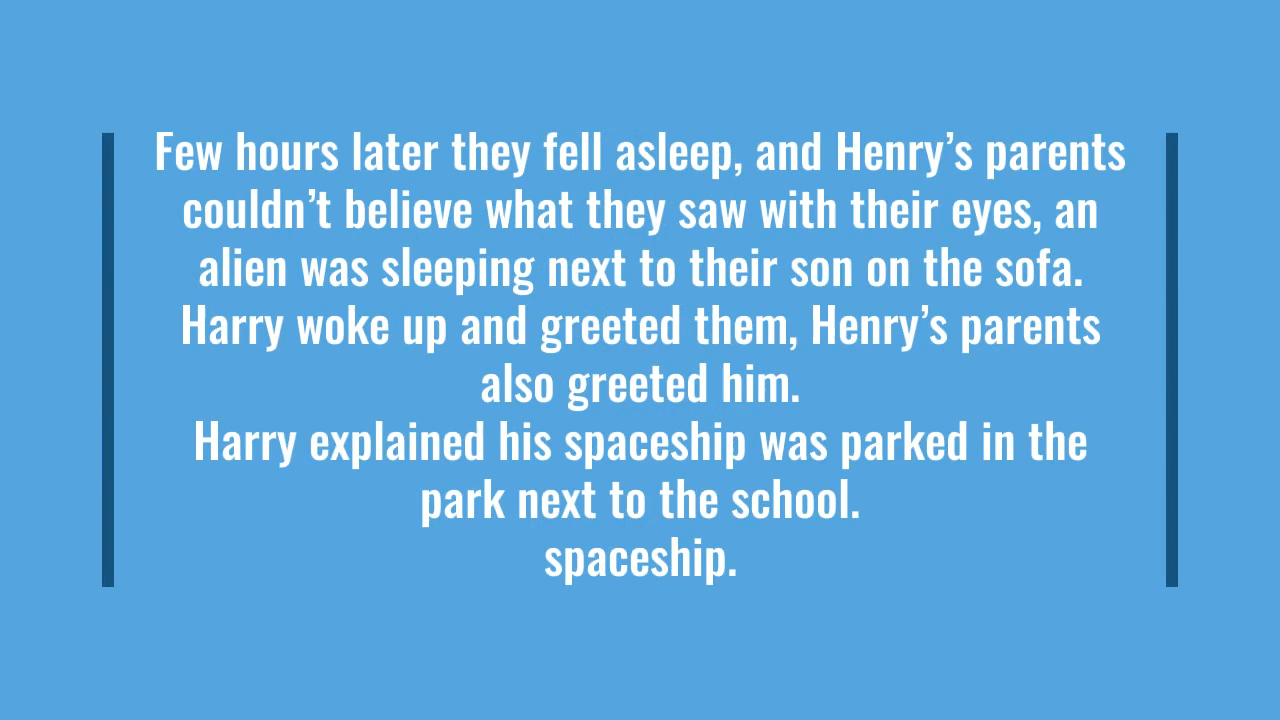 Few hours later they fell asleep, and Henry’s parents
couldn’t believe what they saw with their eyes, an
alien was sleeping next to their son on the sofa.
Harry woke up and greeted them, Henry’s parents
also greeted him.
Harry explained his spaceship was parked in the
park next to the school.
spaceship.